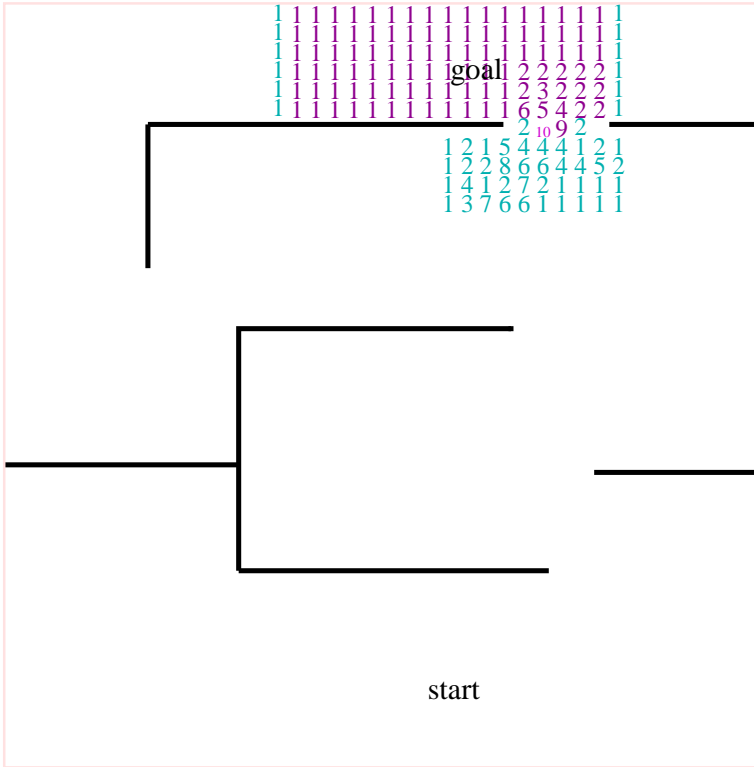 1 1 1 1 1 1 1 1 1 1 1 1 1 1 1 1 1 1 1
1 1 1 1 1 1 1 1 1 1 1 1 1 1 1 1 1 1 1
1 1 1 1 1 1 1 1 1 1 1 1 1 1 1 1 1 1 1
1 1 1 1 1 1 1 1 1 1 1 1 1 2 2 2 2 2 1
goal
1 1 1 1 1 1 1 1 1 1 1 1 1 2 3 2 2 2 1
1 1 1 1 1 1 1 1 1 1 1 1 1 6 5 4 2 2 1
2 10 9 2
1 2 1 5 4 4 4 1 2 1
1 2 2 8 6 6 4 4 5 2
1 4 1 2 7 2 1 1 1 1
1 3 7 6 6 1 1 1 1 1
start